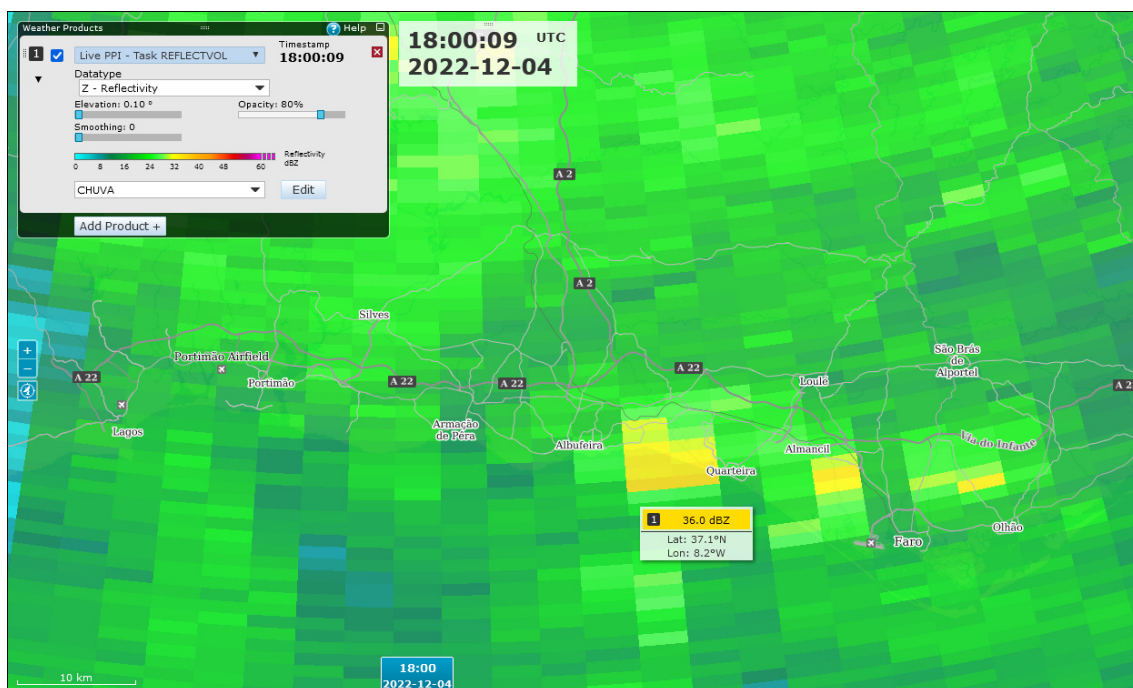 Weather Products
Help
1
Live PPI - Task REFLECTVOL
Timestamp
18:00:09
Datatype
Z - Reflectivity
Elevation: 0.10 °
Opacity: 80%
Smoothing: 0
Reflectivity
dBZ
0 8 16 24 32 40 48 60
CHUVA
Edit
Add Product +
18:00:09 UTC
2022-12-04
A 2
A 2
Silves
+
−
Portimão Airfield
São Brás
de
Alportel
A 22
Portimão
A 22
A 22
A 22
Loulé
A 2
Lagos
Armação
de Pêra
Albufeira
Almancil
Via do Infante
Quarteira
1 36.0 dBZ
Lat: 37.1°N
Lon: 8.2°W
Olhão
Faro
10 km
18:00
2022-12-04